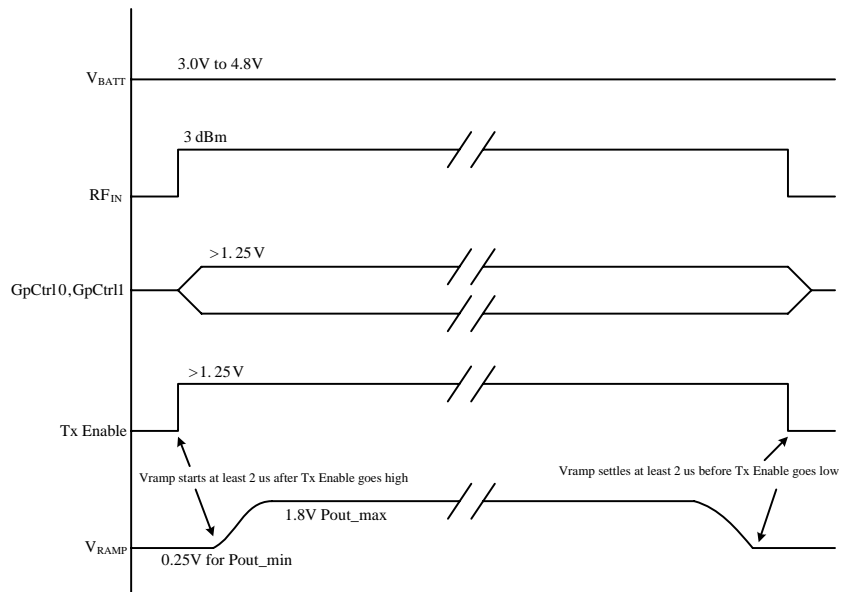 3.0V to 4.8V
VBATT
3 dBm
RFIN
>1.25V
GpCtrl0,GpCtrl1
>1.25V
Tx Enable
Vramp starts at least 2 us after Tx Enable goes high
Vramp settles at least 2 us before Tx Enable goes low
1.8V Pout_max
VRAMP
0.25V for Pout_min